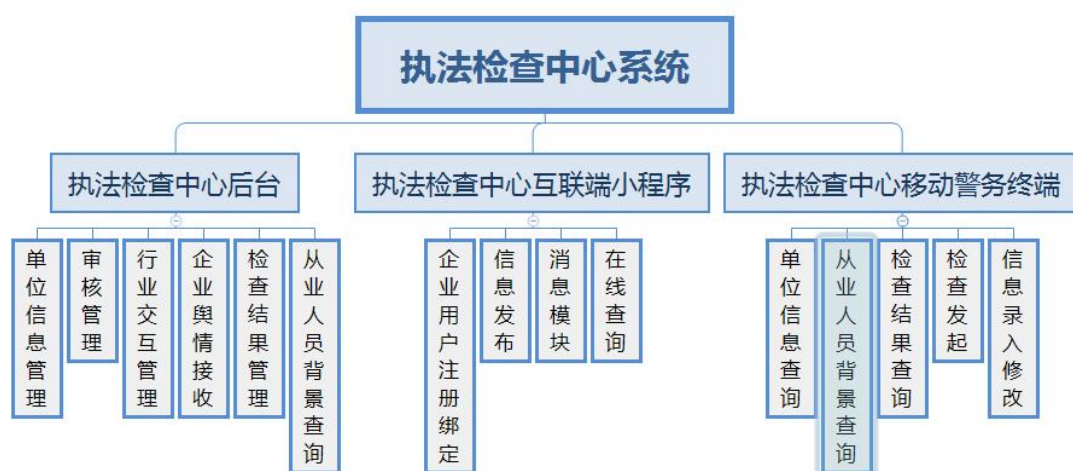 执法检查中心系统
执法检查中心后台
执法检查中心互联端小程序
执法检查中心移动警务终端
单位信息管理
审核管理
行业交互管理
企业舆情接收
检查结果管理
从业人员背景查询
企业用户注册绑定
信息发布
消息模块
在线查询
单位信息查询
从业人员背景查询
检查结果查询
检查发起
信息录入修改